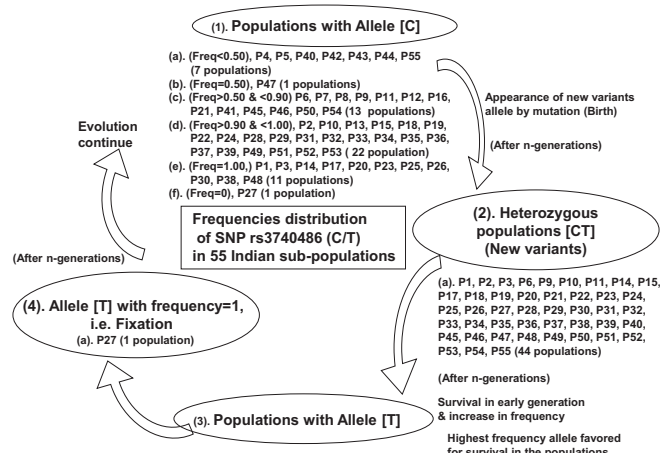 (1). Populations with Allele [C]
(a). (Freq<0.50), P4, P5, P40, P42, P43, P44, P55
(7 populations)
(b). (Freq=0.50), P47 (1 populations)
(c). (Freq>0.50 & <0.90) P6, P7, P8, P9, P11, P12, P16,
P21, P41, P45, P46, P50, P54 (13 populations)
(d). (Freq>0.90 & <1.00), P2, P10, P13, P15, P18, P19,
P22, P24, P28, P29, P31, P32, P33, P34, P35, P36,
P37, P39, P49, P51, P52, P53 ( 22 population)
(e). (Freq=1.00,) P1, P3, P14, P17, P20, P23, P25, P26,
P30, P38, P48 (11 populations)
(f). (Freq=0), P27 (1 population)
Appearance of new variants
allele by mutation (Birth)
(After n-generations)
Evolution
continue
(After n-generations)
Frequencies distribution
of SNP rs3740486 (C/T)
in 55 Indian sub-populations
(2). Heterozygous
populations [CT]
(New variants)
(a). P1, P2, P3, P6, P9, P10, P11, P14, P15,
P17, P18, P19, P20, P21, P22, P23, P24,
P25, P26, P27, P28, P29, P30, P31, P32,
P33, P34, P35, P36, P37, P38, P39, P40,
P45, P46, P47, P48, P49, P50, P51, P52,
P53, P54, P55 (44 populations)
(After n-generations)
Survival in early generation
& increase in frequency
Highest frequency allele favored
for survival in the populations
(3). Populations with Allele [T]
(4). Allele [T] with frequency=1,
i.e. Fixation
(a). P27 (1 population)